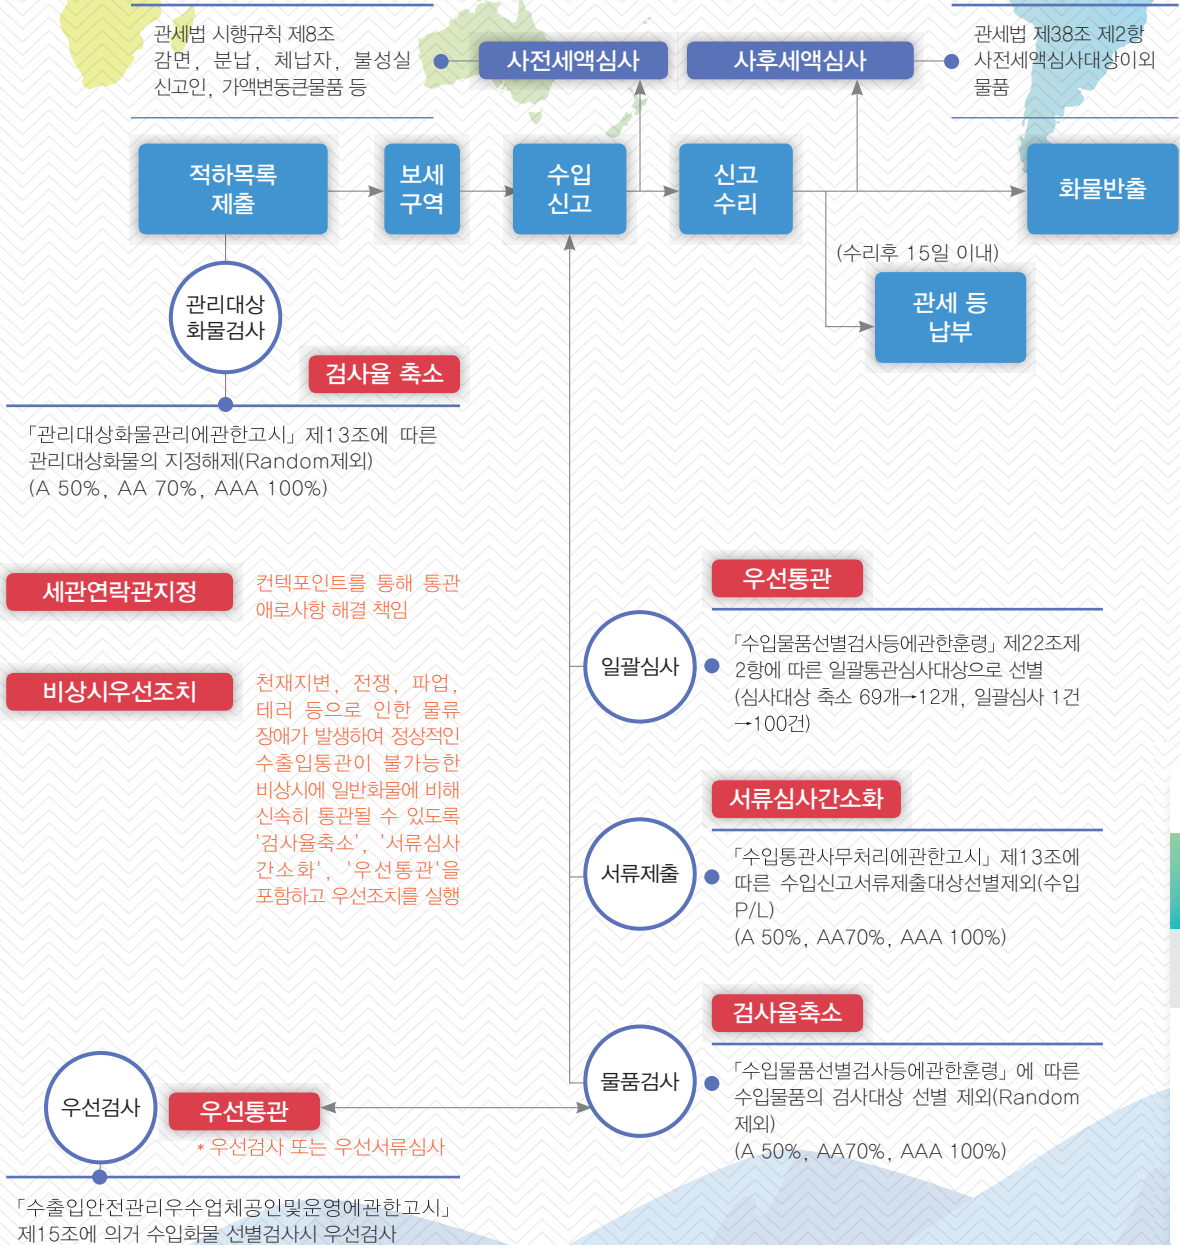 관세법 시행규칙 제8조
감면, 분납, 체납자, 불성실
신고인, 가액변동큰물품 등
사전세액심사
사후세액심사
관세법 제38조 제2항
사전세액심사대상이외
물품
적하목록
제출
보세
구역
수입
신고
신고
수리
화물반출
(수리후 15일 이내)
관세 등
납부
관리대상
화물검사
검사율 축소
「관리대상화물관리에관한고시」 제13조에 따른
관리대상화물의 지정해제(Random제외)
(A 50%, AA 70%, AAA 100%)
세관연락관지정
컨텍포인트를 통해 통관
애로사항 해결 책임
비상시우선조치
천재지변, 전쟁, 파업,
테러 등으로 인한 물류
장애가 발생하여 정상적인
수출입통관이 불가능한
비상시에 일반화물에 비해
신속히 통관될 수 있도록
'검사율축소', '서류심사
간소화', '우선통관'을
포함하고 우선조치를 실행
우선통관
일괄심사
「수입물품선별검사등에관한훈령」 제22조제
2항에 따른 일괄통관심사대상으로 선별
(심사대상 축소 69개→12개, 일괄심사 1건
→100건)
서류심사간소화
서류제출
「수입통관사무처리에관한고시」 제13조에
따른 수입신고서류제출대상선별제외(수입
P/L)
(A 50%, AA70%, AAA 100%)
검사율축소
물품검사
「수입물품선별검사등에관한훈령」에 따른
수입물품의 검사대상 선별 제외(Random
제외)
(A 50%, AA70%, AAA 100%)
우선검사
우선통관
* 우선검사 또는 우선서류심사
「수출입안전관리우수업체공인및운영에관한고시」
제15조에 의거 수입화물 선별검사시 우선검사